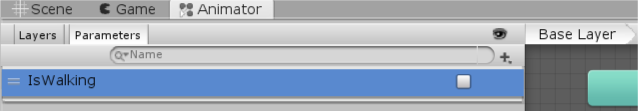 Scene Game Animator
Layers Parameters Base Layer
Name
IsWalking